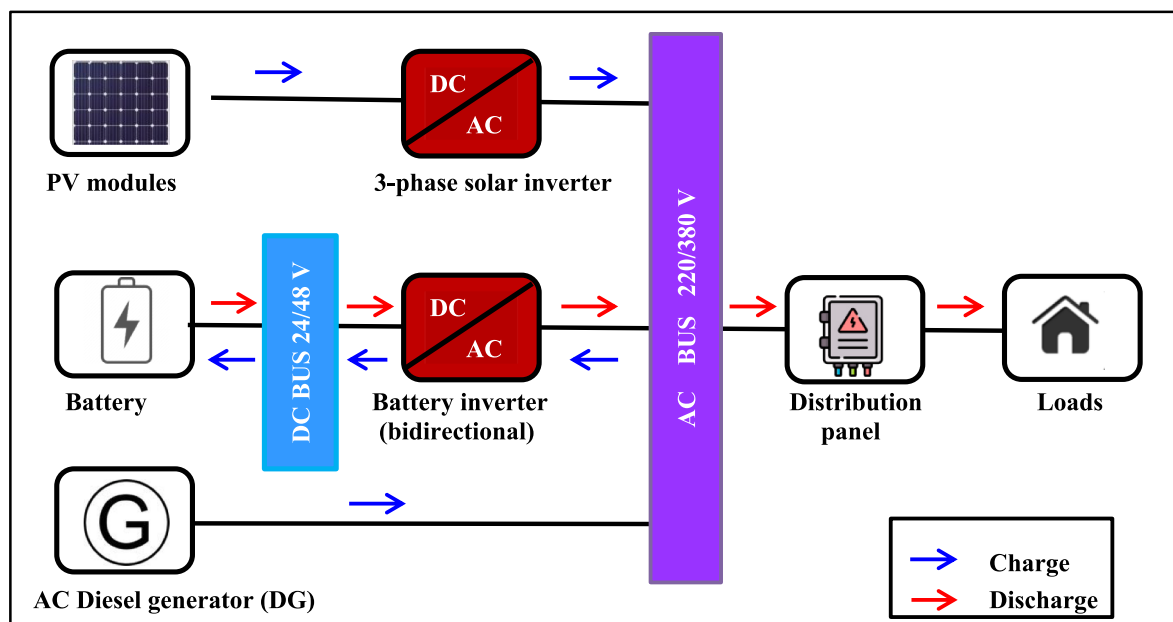 DC
AC
PV modules
3-phase solar inverter
DC BUS 24/48 V
DC
AC
AC BUS 220/380 V
Battery
Battery inverter
(bidirectional)
Distribution
panel
Loads
G
AC Diesel generator (DG)
Charge
Discharge